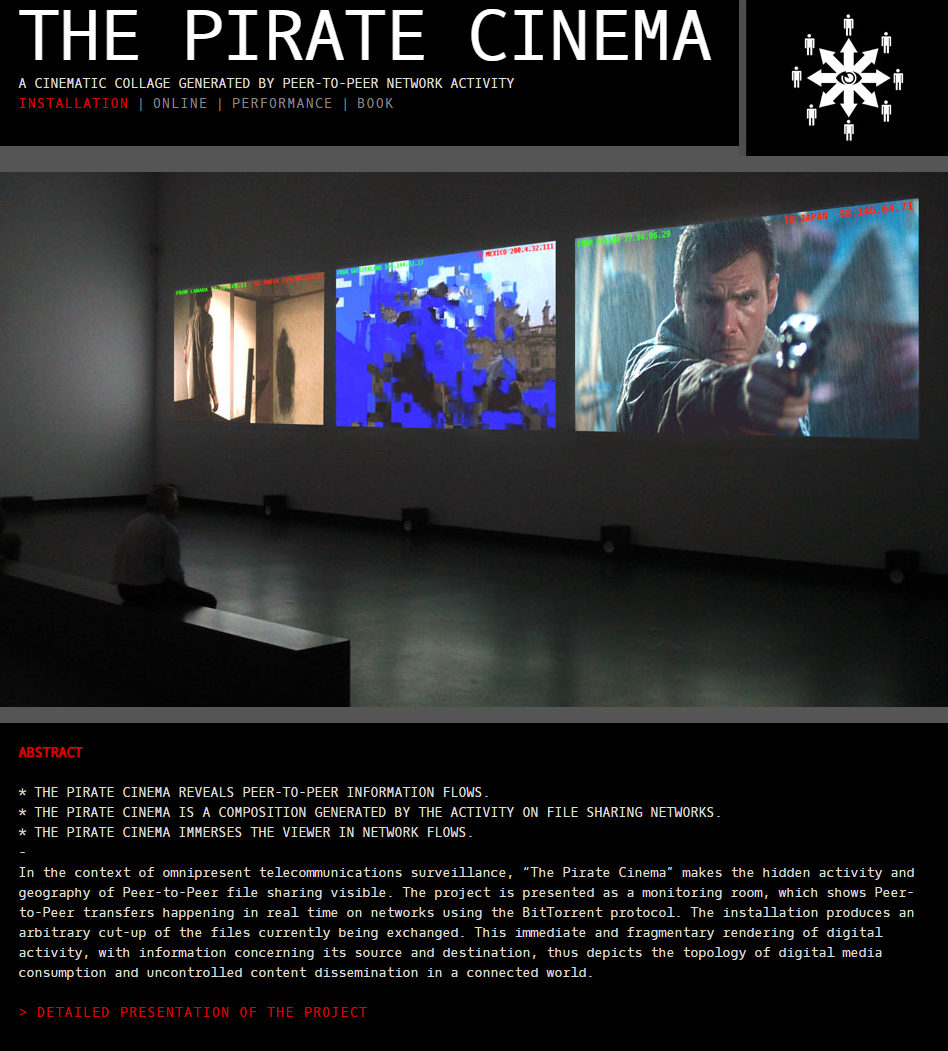 THE PIRATE CINEMA
A CINEMATIC COLLAGE GENERATED BY PEER-TO-PEER NETWORK ACTIVITY
INSTALLATION | ONLINE | PERFORMANCE | BOOK
FROM CANADA
FROM SWITZERLAND
MEXICO 200.4.32.111
FROM
TO JAPAN
ABSTRACT
* THE PIRATE CINEMA REVEALS PEER-TO-PEER INFORMATION FLOWS.
* THE PIRATE CINEMA IS A COMPOSITION GENERATED BY THE ACTIVITY ON FILE SHARING NETWORKS.
* THE PIRATE CINEMA IMMERSES THE VIEWER IN NETWORK FLOWS.
-
In the context of omnipresent telecommunications surveillance, “The Pirate Cinema” makes the hidden activity and
geography of Peer-to-Peer file sharing visible. The project is presented as a monitoring room, which shows Peer-
to-Peer transfers happening in real time on networks using the BitTorrent protocol. The installation produces an
arbitrary cut-up of the files currently being exchanged. This immediate and fragmentary rendering of digital
activity, with information concerning its source and destination, thus depicts the topology of digital media
consumption and uncontrolled content dissemination in a connected world.
> DETAILED PRESENTATION OF THE PROJECT